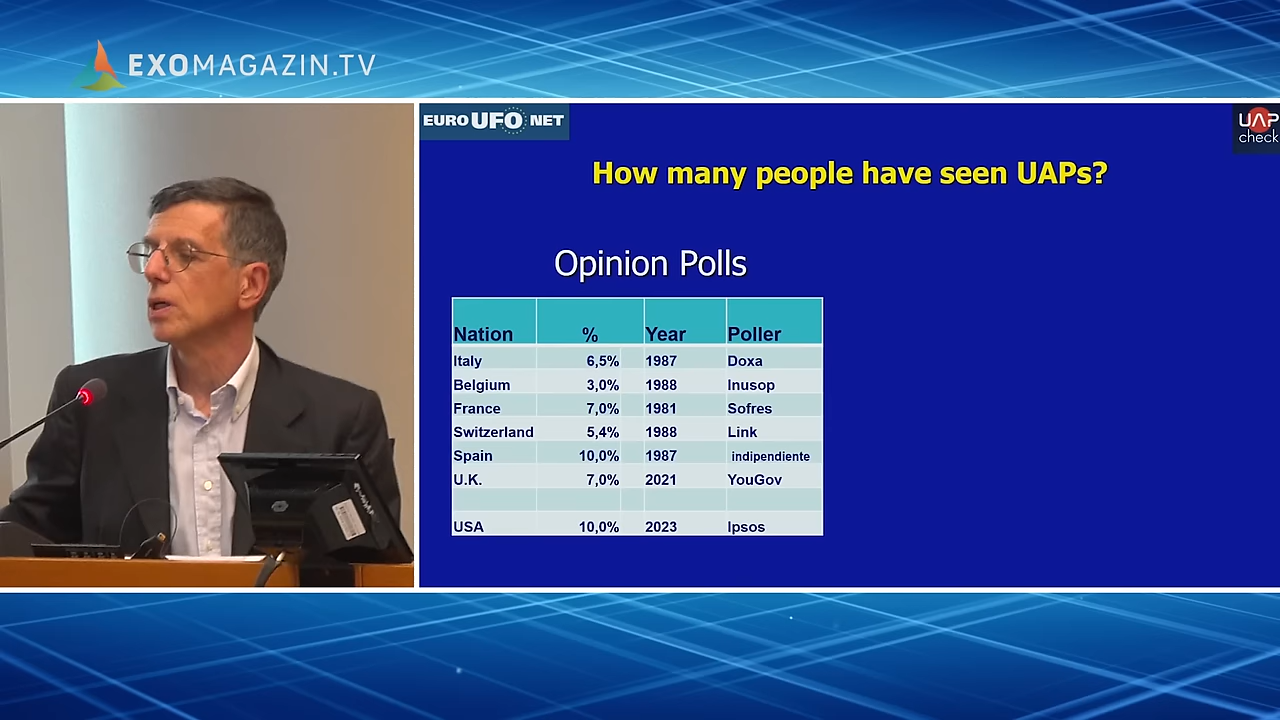 EXOMAGAZIN.TV
EURO UFO NET
UAP
check
How many people have seen UAPs?
Opinion Polls
Nation % Year Poller
Italy 6,5% 1987 Doxa
Belgium 3,0% 1988 Inusop
France 7,0% 1981 Sofres
Switzerland 5,4% 1988 Link
Spain 10,0% 1987 indipendiente
U.K. 7,0% 2021 YouGov
USA 10,0% 2023 Ipsos